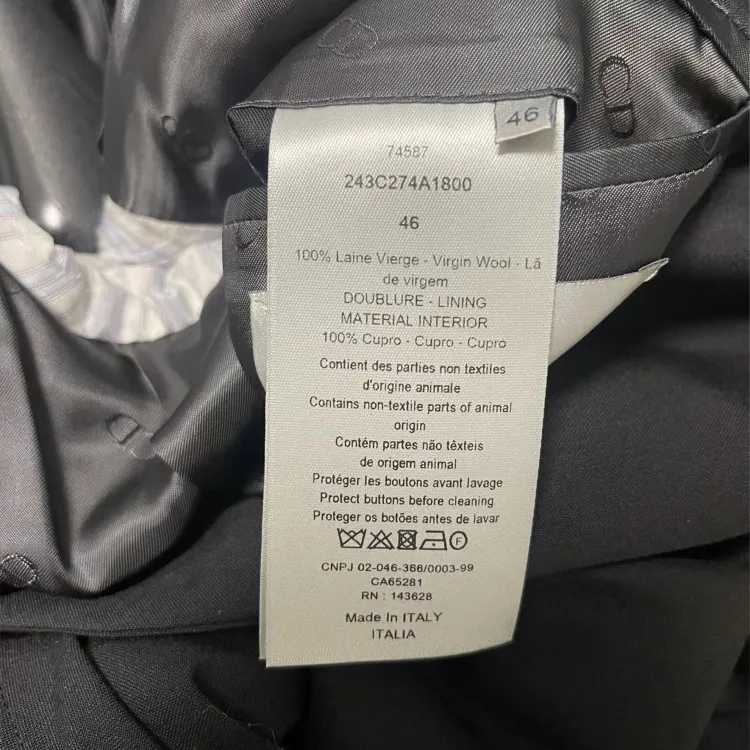 46
74587
243C274A1800
46
100% Laine Vierge - Virgin Wool - Lã
de virgem
DOUBLURE - LINING
MATERIAL INTERIOR
100% Cupro - Cupro - Cupro
Contient des parties non textiles
d'origine animale
Contains non-textile parts of animal
origin
Contém partes não têxteis
de origem animal
Protéger les boutons avant lavage
Protect buttons before cleaning
Proteger os botões antes de lavar
F
CNPJ 02-046-366/0003-99
CA65281
RN : 143628
Made In ITALY
ITALIA
CD
CD